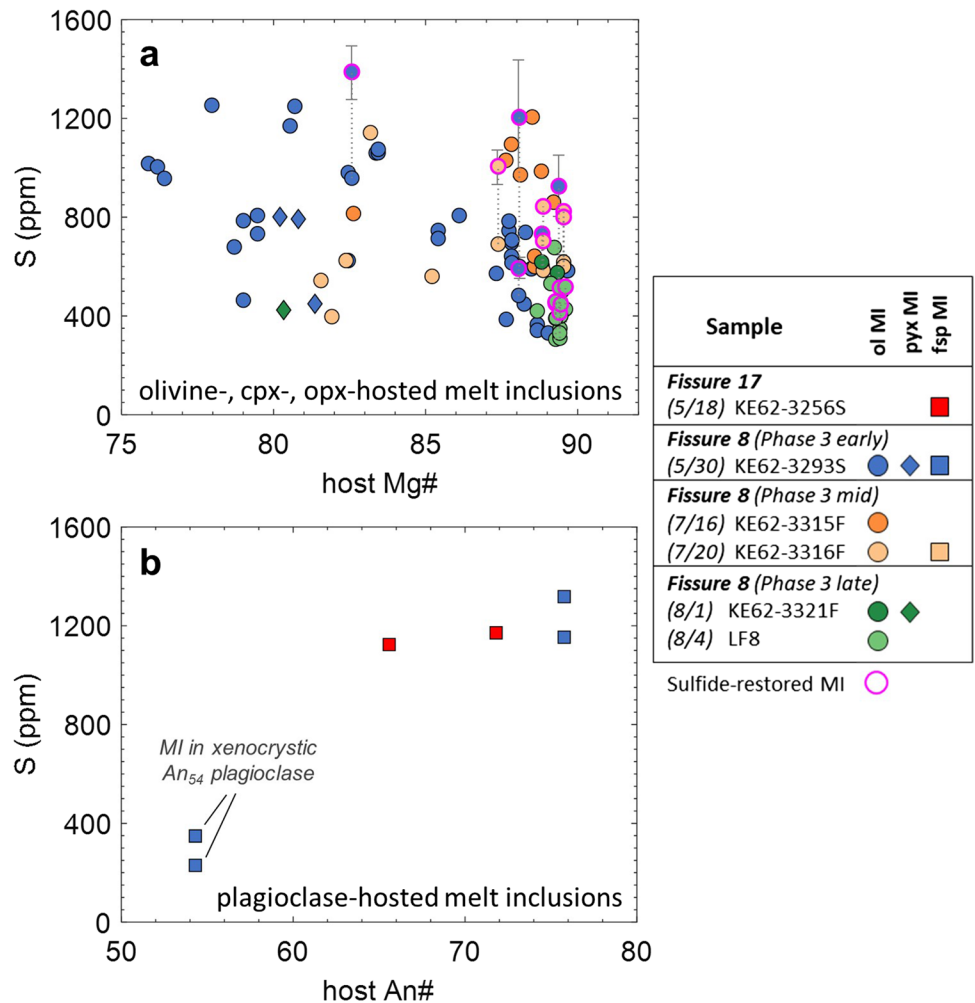 1600
1200
800
400
0
S (ppm)
a
olivine-, cpx-, opx-hosted melt inclusions
75 80 85 90
host Mg#
1600
1200
800
400
0
S (ppm)
b
MI in xenocrystic
An54 plagioclase
plagioclase-hosted melt inclusions
50 60 70 80
host An#
Sample ol MI pyx MI fsp MI
Fissure 17
(5/18) KE62-3256S
Fissure 8 (Phase 3 early)
(5/30) KE62-3293S
Fissure 8 (Phase 3 mid)
(7/16) KE62-3315F
(7/20) KE62-3316F
Fissure 8 (Phase 3 late)
(8/1) KE62-3321F
(8/4) LF8
Sulfide-restored MI